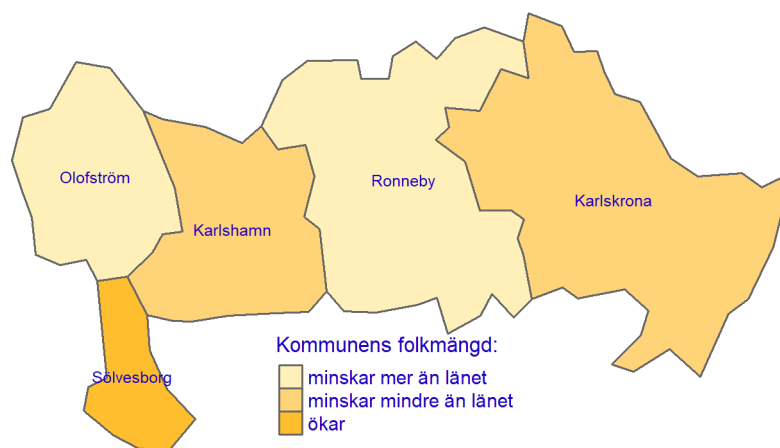 Olofström
Karlshamn
Ronneby
Karlskrona
Sölvesborg
Kommunens folkmängd:
minskar mer än länet
minskar mindre än länet
ökar